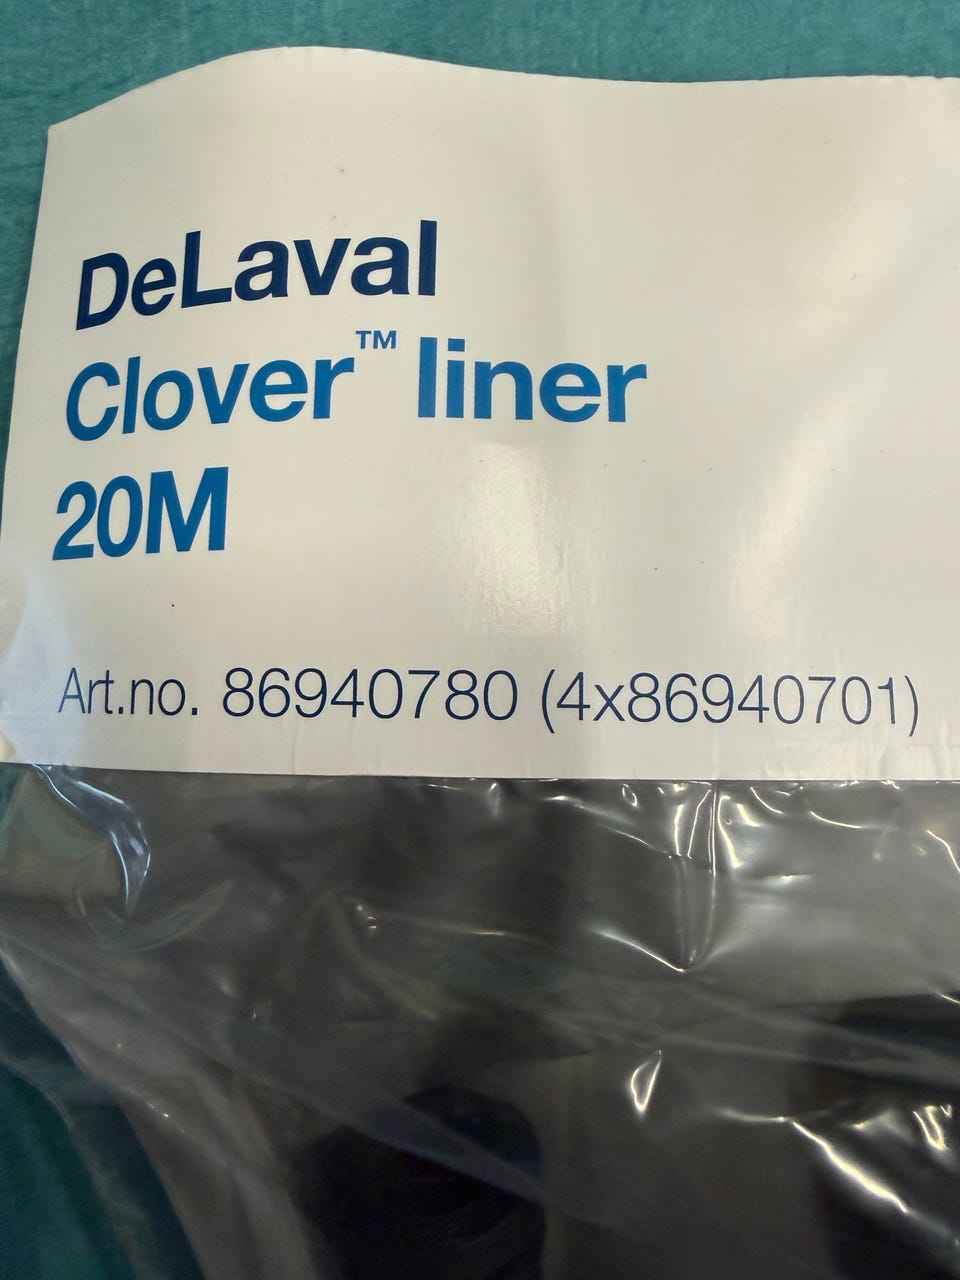 DeLaval
Clover™ liner
20M
Art.no. 86940780 (4x86940701)